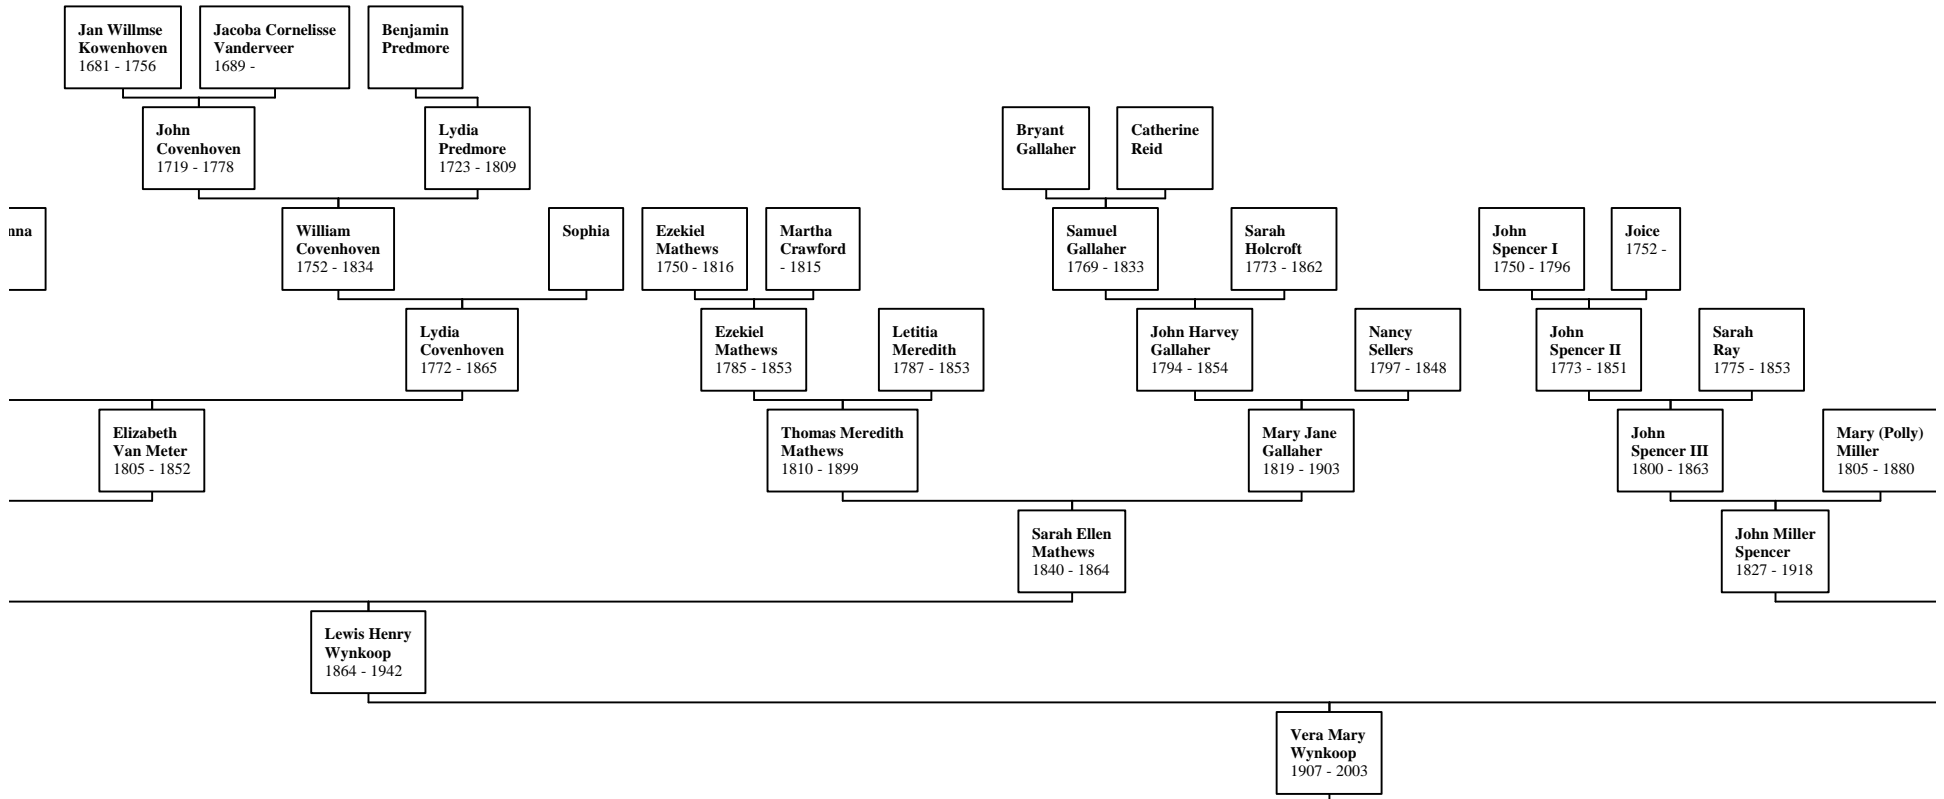 Jan Willmse
Kowenhoven
1681 - 1756
Jacoba Cornelisse
Vanderveer
1689 -
Benjamin
Predmore
John
Covenhoven
1719 - 1778
Lydia
Predmore
1723 - 1809
Bryant
Gallaher
Catherine
Reid
nna
William
Covenhoven
1752 - 1834
Sophia
Ezekiel
Mathews
1750 - 1816
Martha
Crawford
- 1815
Samuel
Gallaher
1769 - 1833
Sarah
Holcroft
1773 - 1862
John
Spencer I
1750 - 1796
Joice
1752 -
Lydia
Covenhoven
1772 - 1865
Ezekiel
Mathews
1785 - 1853
Letitia
Meredith
1787 - 1853
John Harvey
Gallaher
1794 - 1854
Nancy
Sellers
1797 - 1848
John
Spencer II
1773 - 1851
Sarah
Ray
1775 - 1853
Elizabeth
Van Meter
1805 - 1852
Thomas Meredith
Mathews
1810 - 1899
Mary Jane
Gallaher
1819 - 1903
John
Spencer III
1800 - 1863
Mary (Polly)
Miller
1805 - 1880
Sarah Ellen
Mathews
1840 - 1864
John Miller
Spencer
1827 - 1918
Lewis Henry
Wynkoop
1864 - 1942
Vera Mary
Wynkoop
1907 - 2003